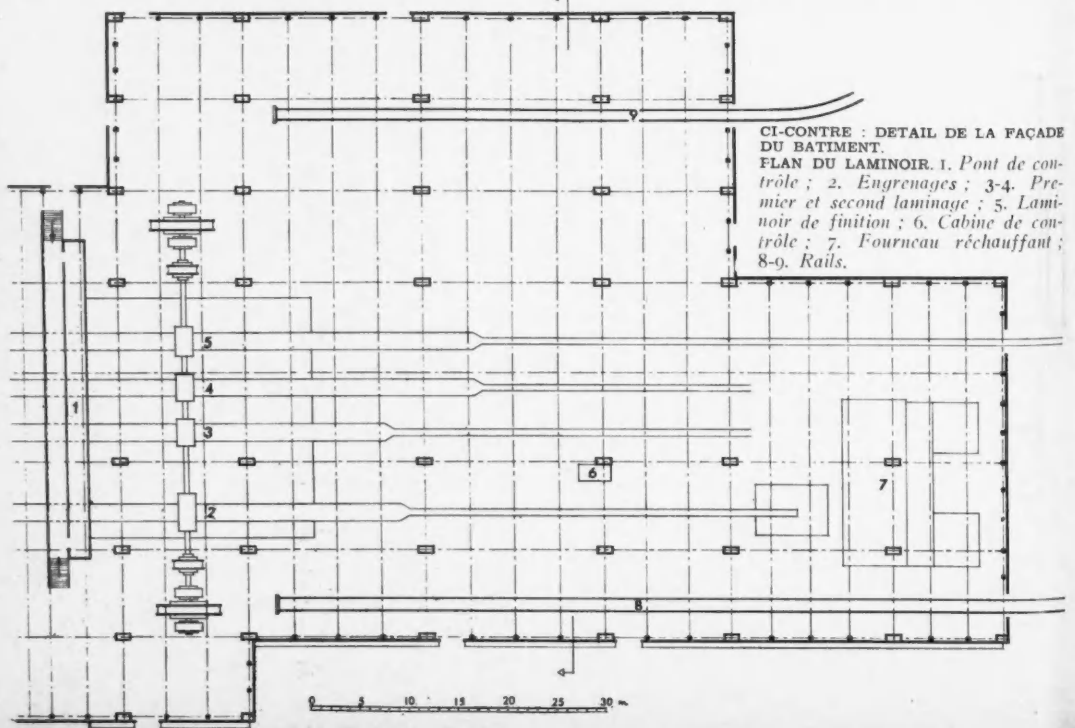 9
CI-CONTRE : DETAIL DE LA FAÇADE
DU BATIMENT.
PLAN DU LAMINOIR. 1. Pont de con-
trôle ; 2. Engrenages ; 3-4. Pre-
mier et second laminage ; 5. Lami-
noir de finition ; 6. Cabine de con-
trôle ; 7. Fourneau réchauffant ;
8-9. Rails.
5
4
1
3
6
7
2
8
0 5 10 15 20 25 30 m.